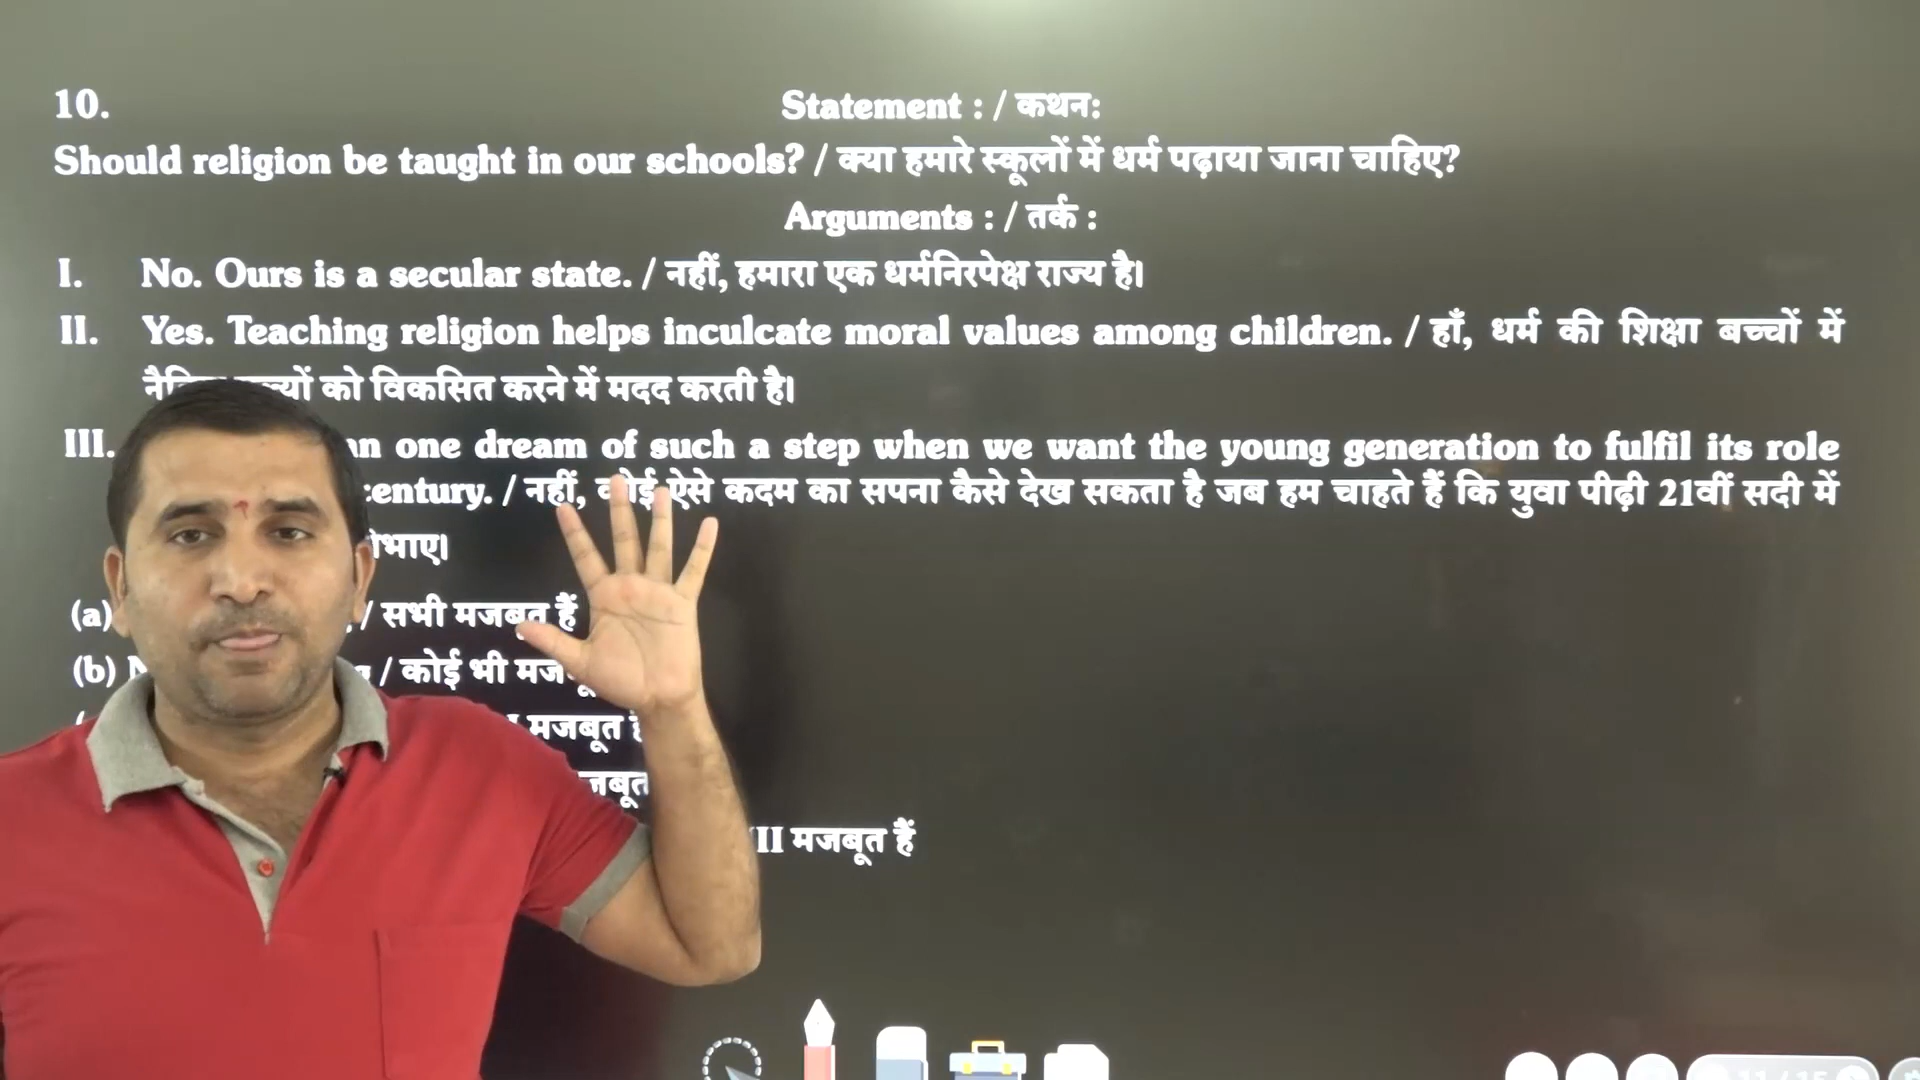 10.
Statement : / कथन:
Should religion be taught in our schools? / क्या हमारे स्कूलों में धर्म पढ़ाया जाना चाहिए?
Arguments : / तर्क :
I. No. Ours is a secular state. / नहीं, हमारा एक धर्मनिरपेक्ष राज्य है।
II. Yes. Teaching religion helps inculcate moral values among children. / हाँ, धर्म की शिक्षा बच्चों में
को विकसित करने में मदद करती है।
III. one dream of such a step when we want the young generation to fulfil its role
century. / नहीं, कोई ऐसे कदम का सपना कैसे देख सकता है जब हम चाहते हैं कि युवा पीढ़ी 21वीं सदी में
(a) / सभी मजबूत हैं
(b) / कोई भी
मजबूत
II मजबूत हैं